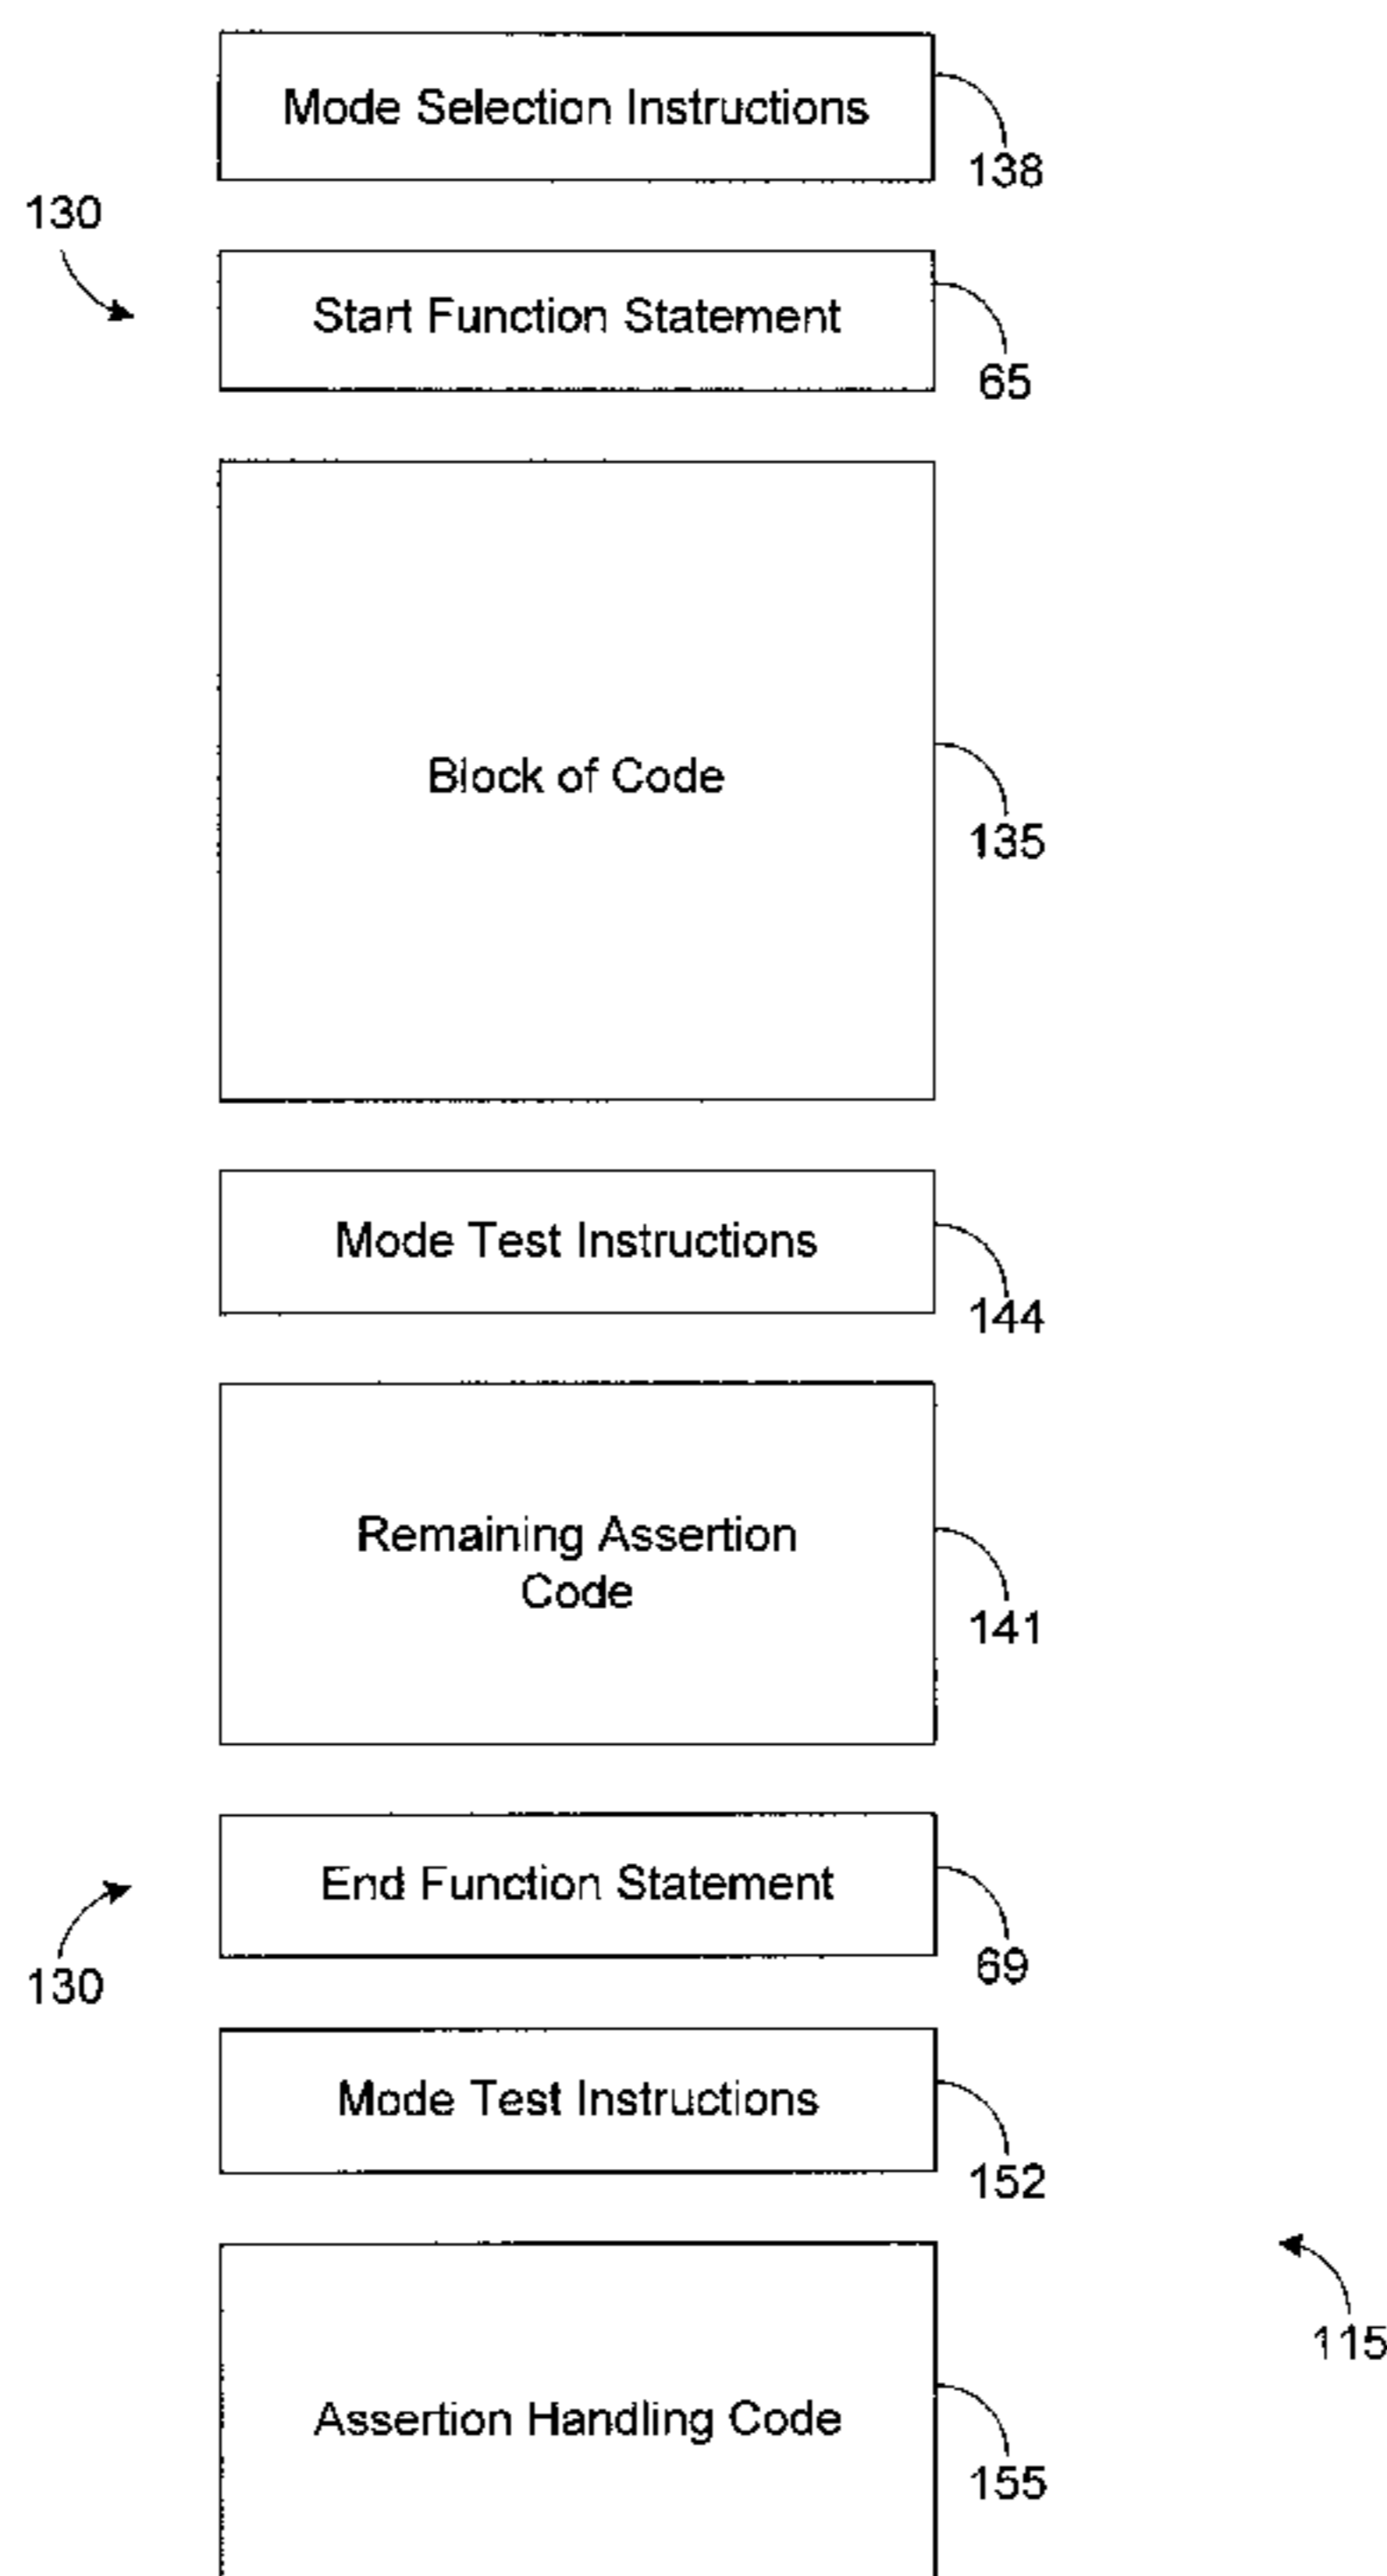 Mode Selection Instructions
138
130
Start Function Statement
65
Block of Code
135
Mode Test Instructions
144
Remaining Assertion
Code
141
End Function Statement
69
130
Mode Test Instructions
152
115
Assertion Handling Code
155